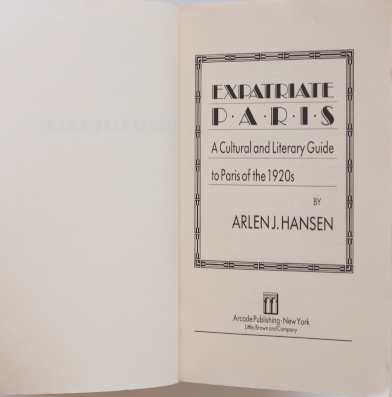 EXPATRIATE
P·A·R·I·S
A Cultural and Literary Guide
to Paris of the 1920s
BY
ARLEN J. HANSEN
Arcade Publishing·New York
Little, Brown and Company